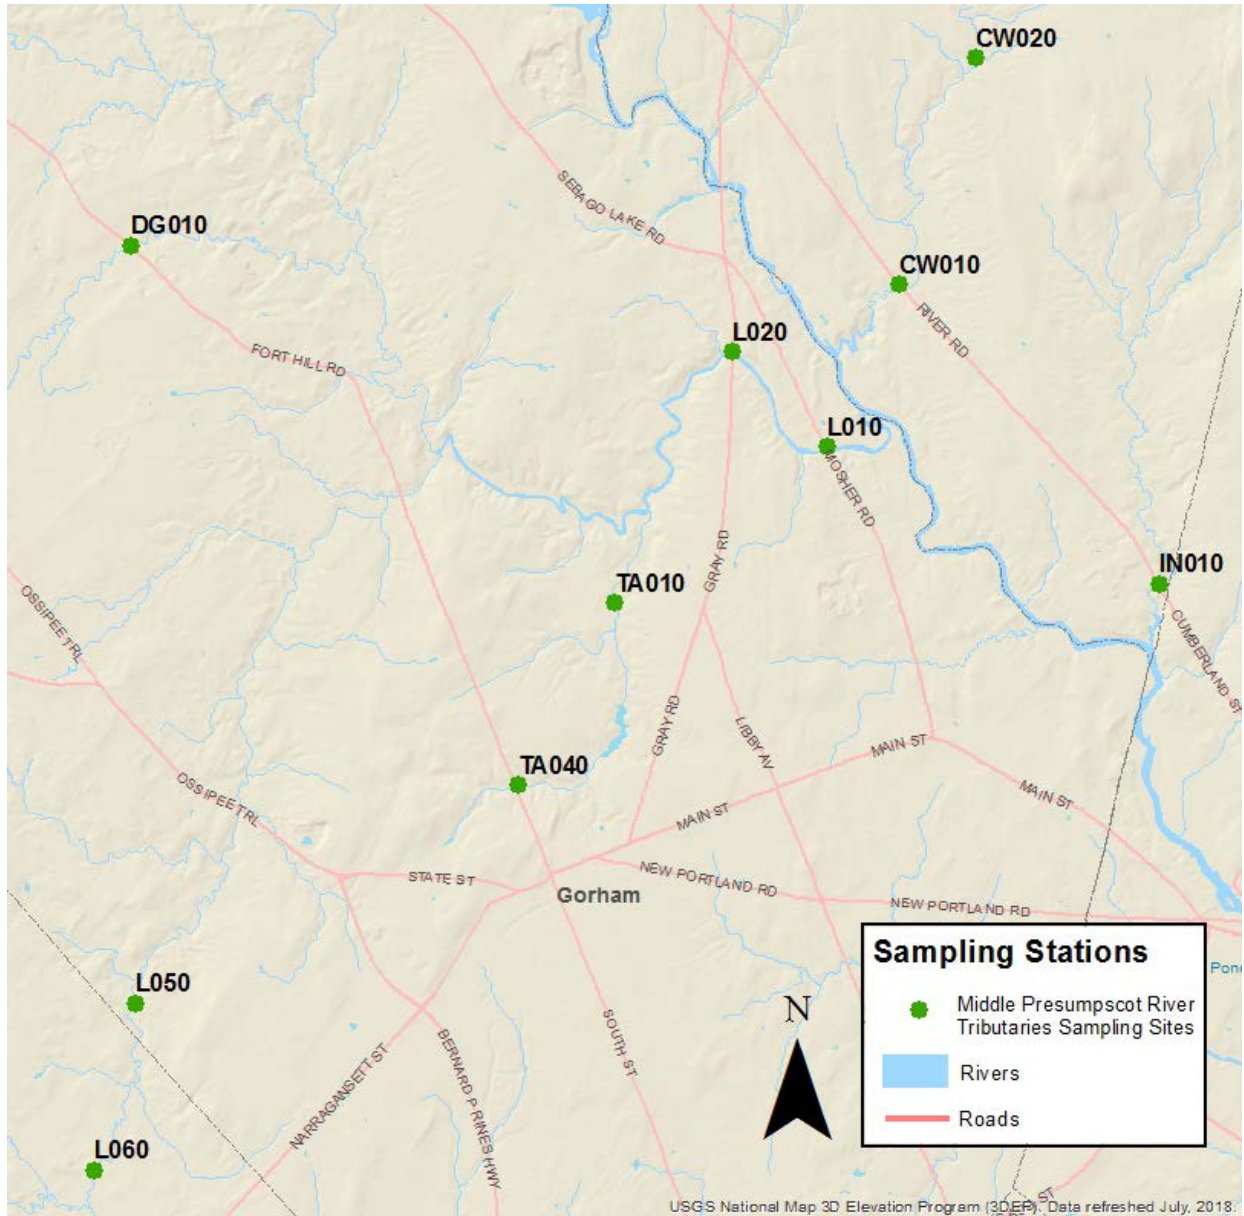 CW020
DG010
SEBAGO LAKE RD
CW010
RIVER RD
L020
FORT HILL RD
L010
MOSHER RD
GRAY RD
IN010
TA010
OSSIPEE TRL
CUMBERLAND ST
GRAY RD
LIBBY AV
MAIN ST
TA040
OSSIPEE TRL
MAIN ST
MAIN ST
STATE ST
NEW PORTLAND RD
Gorham
NEW PORTLAND RD
Sampling Stations
Pond
L050
Middle Presumpscot River
Tributaries Sampling Sites
N
SOUTH ST
BERNARD P RINES HWY
NARRAGANSETT ST
Rivers
Roads
L060
ST
USGS National Map 3D Elevation Program (3DEP). Data refreshed July, 2018.